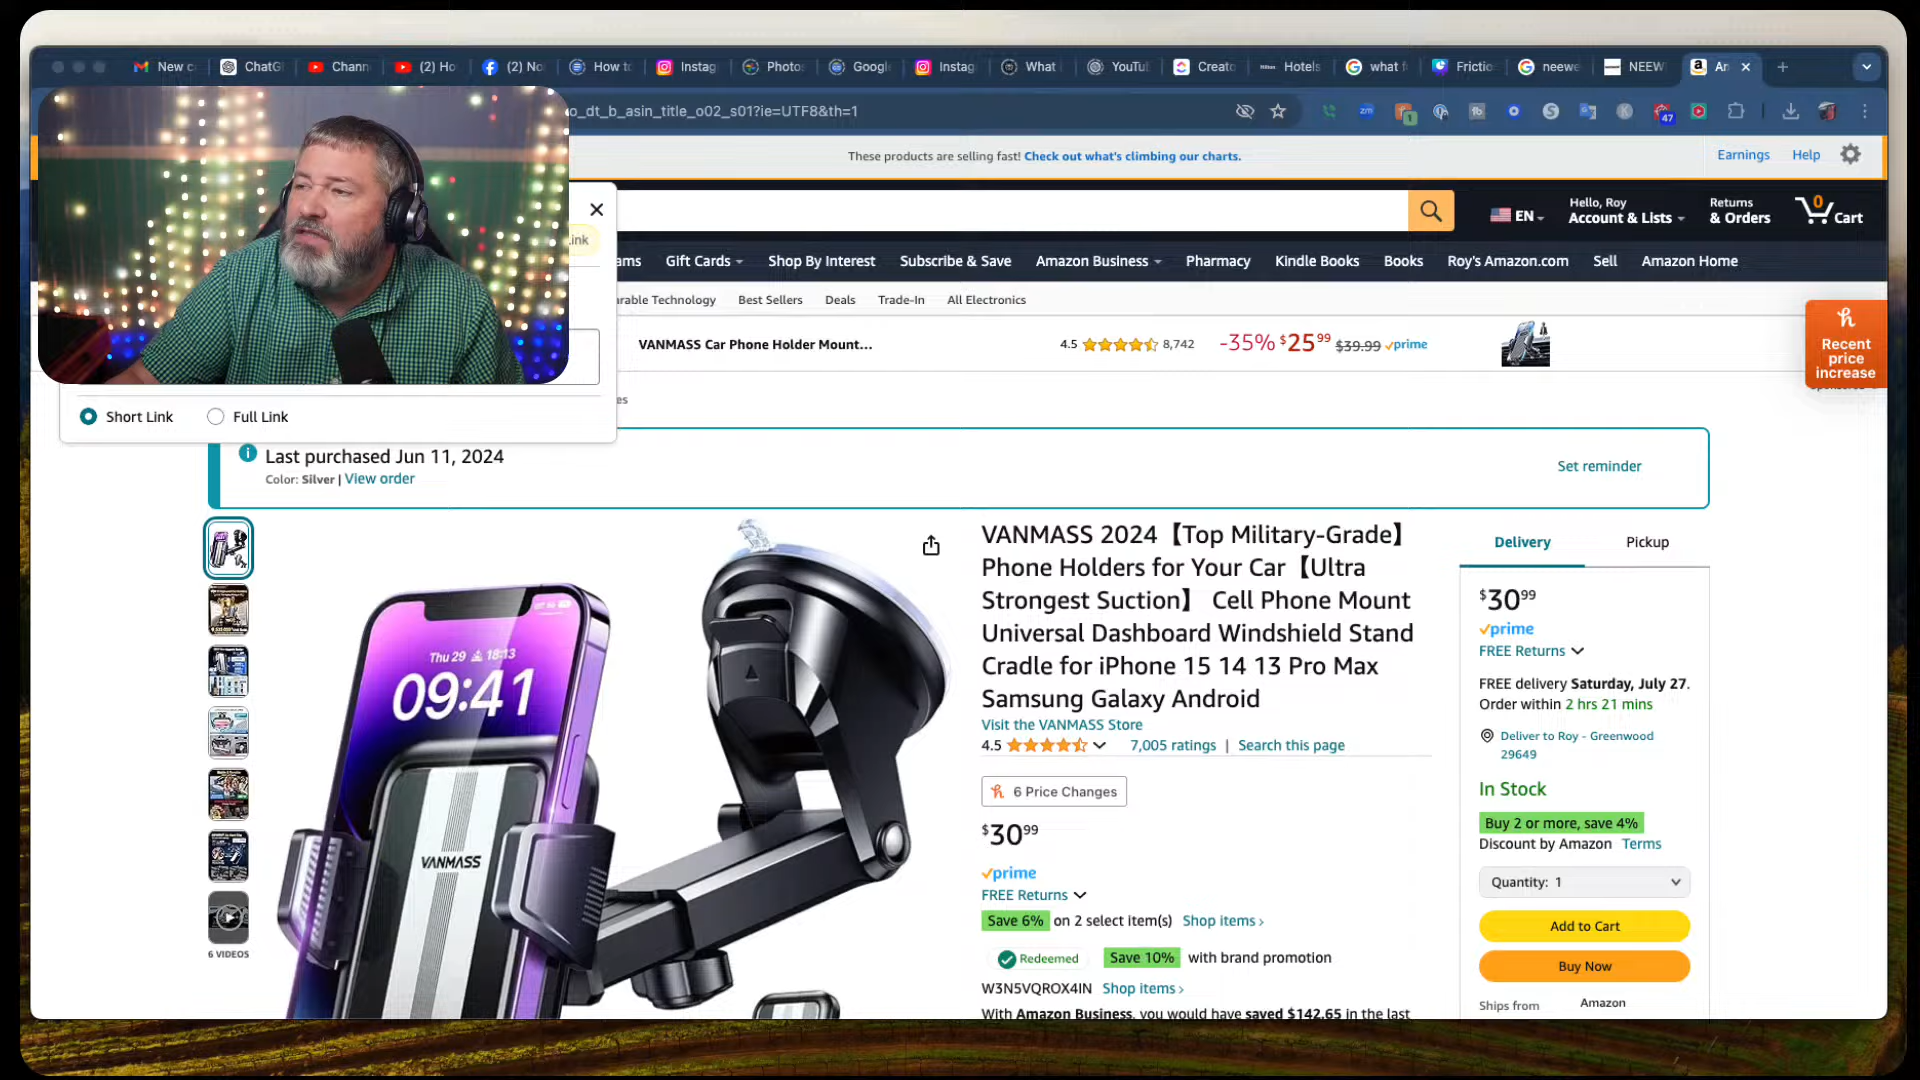 New c
ChatG
Chann
(2) Ho
(2) No
How to
Instag
Photo
Googl
Instag
What
YouTu
Creato
Hilton
Hotels
what f
Frictio
neewe
NEEW
Am
o_dt_b_asin_title_o02_s01?ie=UTF8&th=1
zm
1
47
These products are selling fast! Check out what's climbing our charts.
Earnings
Help
EN
Hello, Roy
Account & Lists
Returns
& Orders
0
Cart
ink
ams
Gift Cards
Shop By Interest
Subscribe & Save
Amazon Business
Pharmacy
Kindle Books
Books
Roy's Amazon.com
Sell
Amazon Home
arable Technology
Best Sellers
Deals
Trade-In
All Electronics
VANMASS Car Phone Holder Mount...
4.5
8,742
-35% $25 99 $39.99 prime
Recent
price
increase
es
Short Link
Full Link
Last purchased Jun 11, 2024
Color: Silver | View order
Set reminder
6 VIDEOS
Thu 29 18:13
09:41
VANMASS
VANMASS 2024【Top Military-Grade】
Phone Holders for Your Car【Ultra
Strongest Suction】 Cell Phone Mount
Universal Dashboard Windshield Stand
Cradle for iPhone 15 14 13 Pro Max
Samsung Galaxy Android
Visit the VANMASS Store
4.5
7,005 ratings | Search this page
6 Price Changes
$30 99
prime
FREE Returns
Save 6% on 2 select item(s) Shop items ›
Redeemed Save 10% with brand promotion
W3N5VQROX4IN Shop items ›
With Amazon Business, you would have saved $142.65 in the last
Delivery
Pickup
$30 99
prime
FREE Returns
FREE delivery Saturday, July 27.
Order within 2 hrs 21 mins
Deliver to Roy - Greenwood
29649
In Stock
Buy 2 or more, save 4%
Discount by Amazon Terms
Quantity: 1
Add to Cart
Buy Now
Ships from
Amazon